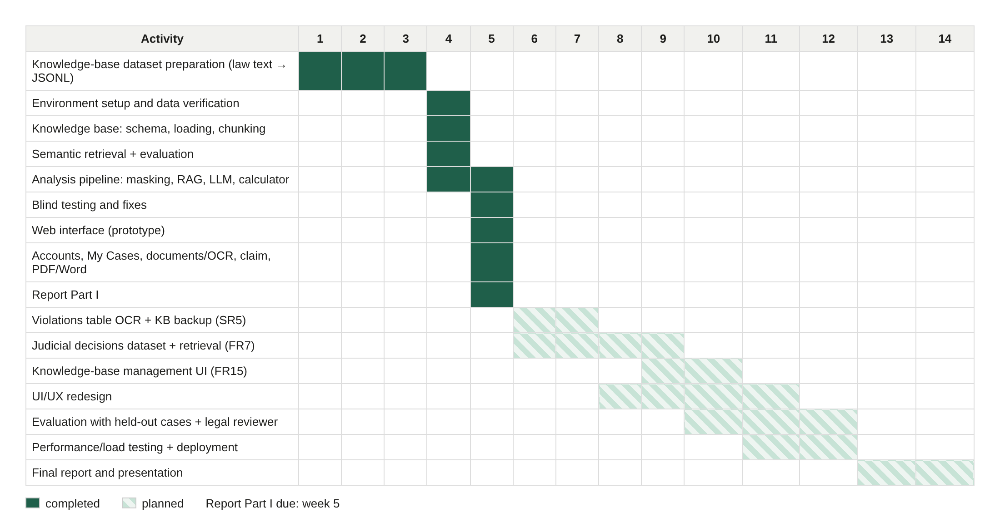 Activity 1 2 3 4 5 6 7 8 9 10 11 12 13 14
Knowledge-base dataset preparation (law text →
JSONL)
Environment setup and data verification
Knowledge base: schema, loading, chunking
Semantic retrieval + evaluation
Analysis pipeline: masking, RAG, LLM, calculator
Blind testing and fixes
Web interface (prototype)
Accounts, My Cases, documents/OCR, claim,
PDF/Word
Report Part I
Violations table OCR + KB backup (SR5)
Judicial decisions dataset + retrieval (FR7)
Knowledge-base management UI (FR15)
UI/UX redesign
Evaluation with held-out cases + legal reviewer
Performance/load testing + deployment
Final report and presentation
completed planned Report Part I due: week 5